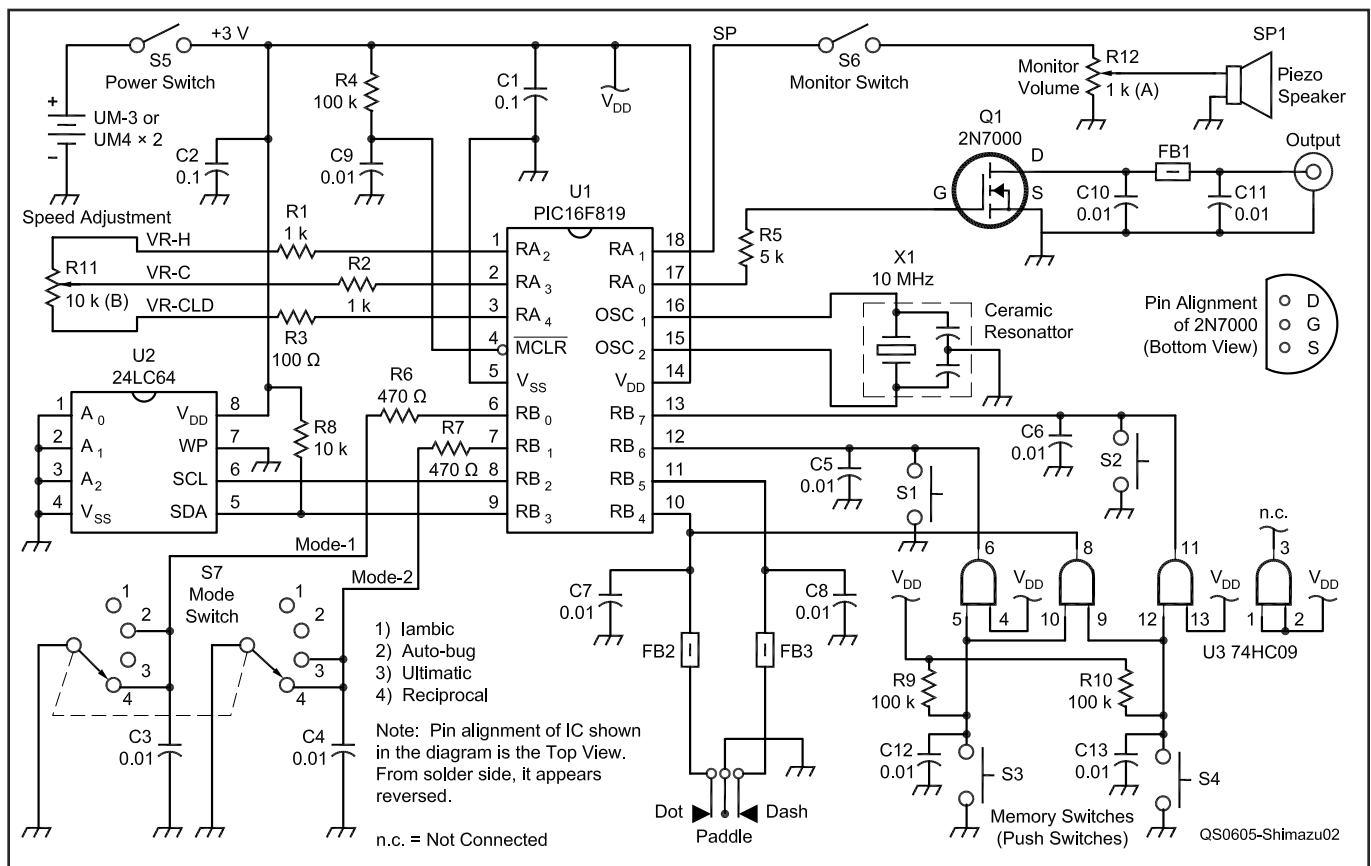 S5
Power Switch
+3 V
+
UM-3 or
UM4 × 2
−
R4
100 k
C1
0.1
VDD
C2
0.1
C9
0.01
SP
S6
Monitor Switch
Monitor
Volume
R12
1 k (A)
SP1
Piezo
Speaker
Q1
2N7000
D
G
S
FB1
Output
C10
0.01
C11
0.01
Speed Adjustment
VR-H
R1
1 k
R11
10 k (B)
VR-C
R2
1 k
VR-CLD
R3
100 Ω
U1
PIC16F819
1 RA2
2 RA3
3 RA4
4 MCLR
5 VSS
6 RB0
7 RB1
8 RB2
9 RB3
RA1 18
RA0 17
OSC1 16
OSC2 15
VDD 14
RB7 13
RB6 12
RB5 11
RB4 10
R5
5 k
X1
10 MHz
Ceramic
Resonattor
Pin Alignment
of 2N7000
(Bottom View)
D
G
S
U2
24LC64
1 A0
2 A1
3 A2
4 VSS
VDD 8
WP 7
SCL 6
SDA 5
R8
10 k
R6
470 Ω
R7
470 Ω
C6
0.01
S2
C5
0.01
S1
Mode-1
Mode-2
S7
Mode
Switch
1
2
3
4
1
2
3
4
C3
0.01
C4
0.01
1) Iambic
2) Auto-bug
3) Ultimatic
4) Reciprocal
Note: Pin alignment of IC shown
in the diagram is the Top View.
From solder side, it appears
reversed.
n.c. = Not Connected
C7
0.01
C8
0.01
FB2
FB3
Dot
Dash
Paddle
VDD
6
5
4
VDD
8
10
9
11
12
13
VDD
n.c.
3
1
2
VDD
U3 74HC09
R9
100 k
R10
100 k
C12
0.01
S3
C13
0.01
S4
Memory Switches
(Push Switches)
QS0605-Shimazu02